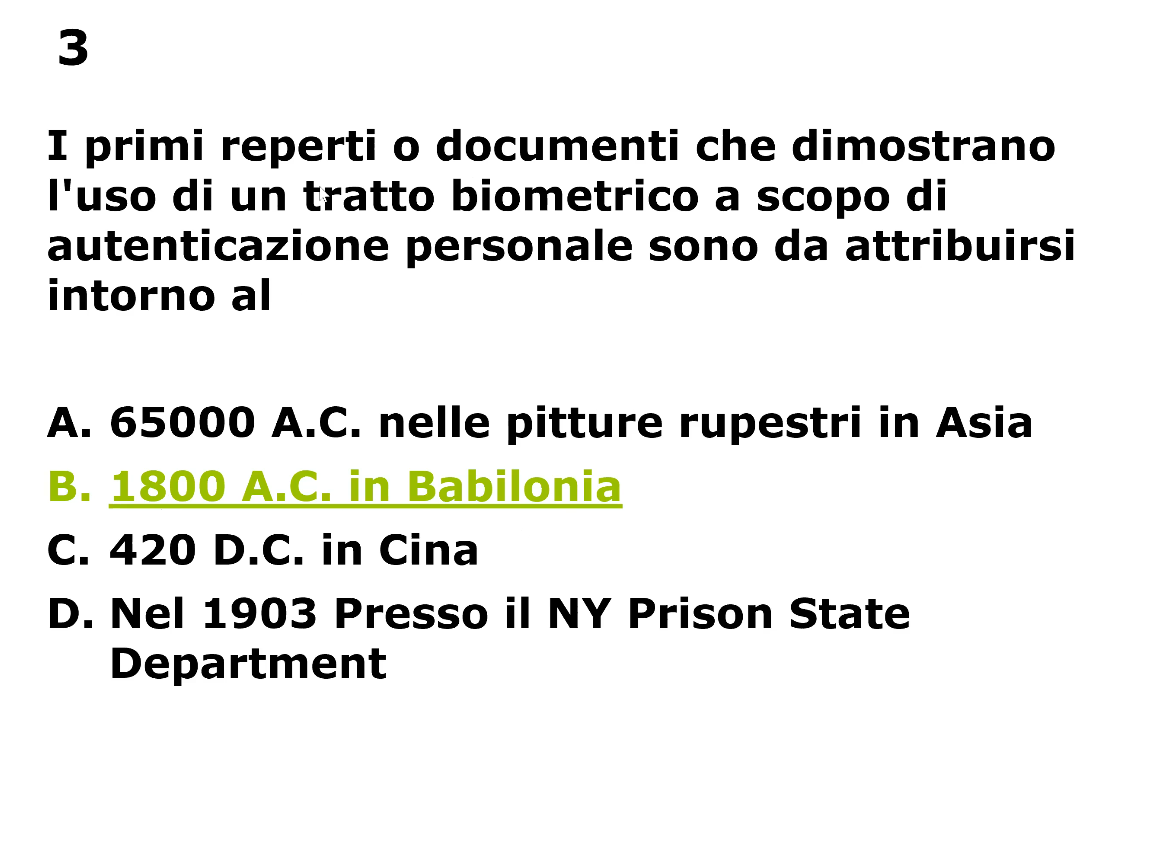 3
I primi reperti o documenti che dimostrano
l'uso di un tratto biometrico a scopo di
autenticazione personale sono da attribuirsi
intorno al
A. 65000 A.C. nelle pitture rupestri in Asia
B. 1800 A.C. in Babilonia
C. 420 D.C. in Cina
D. Nel 1903 Presso il NY Prison State
Department